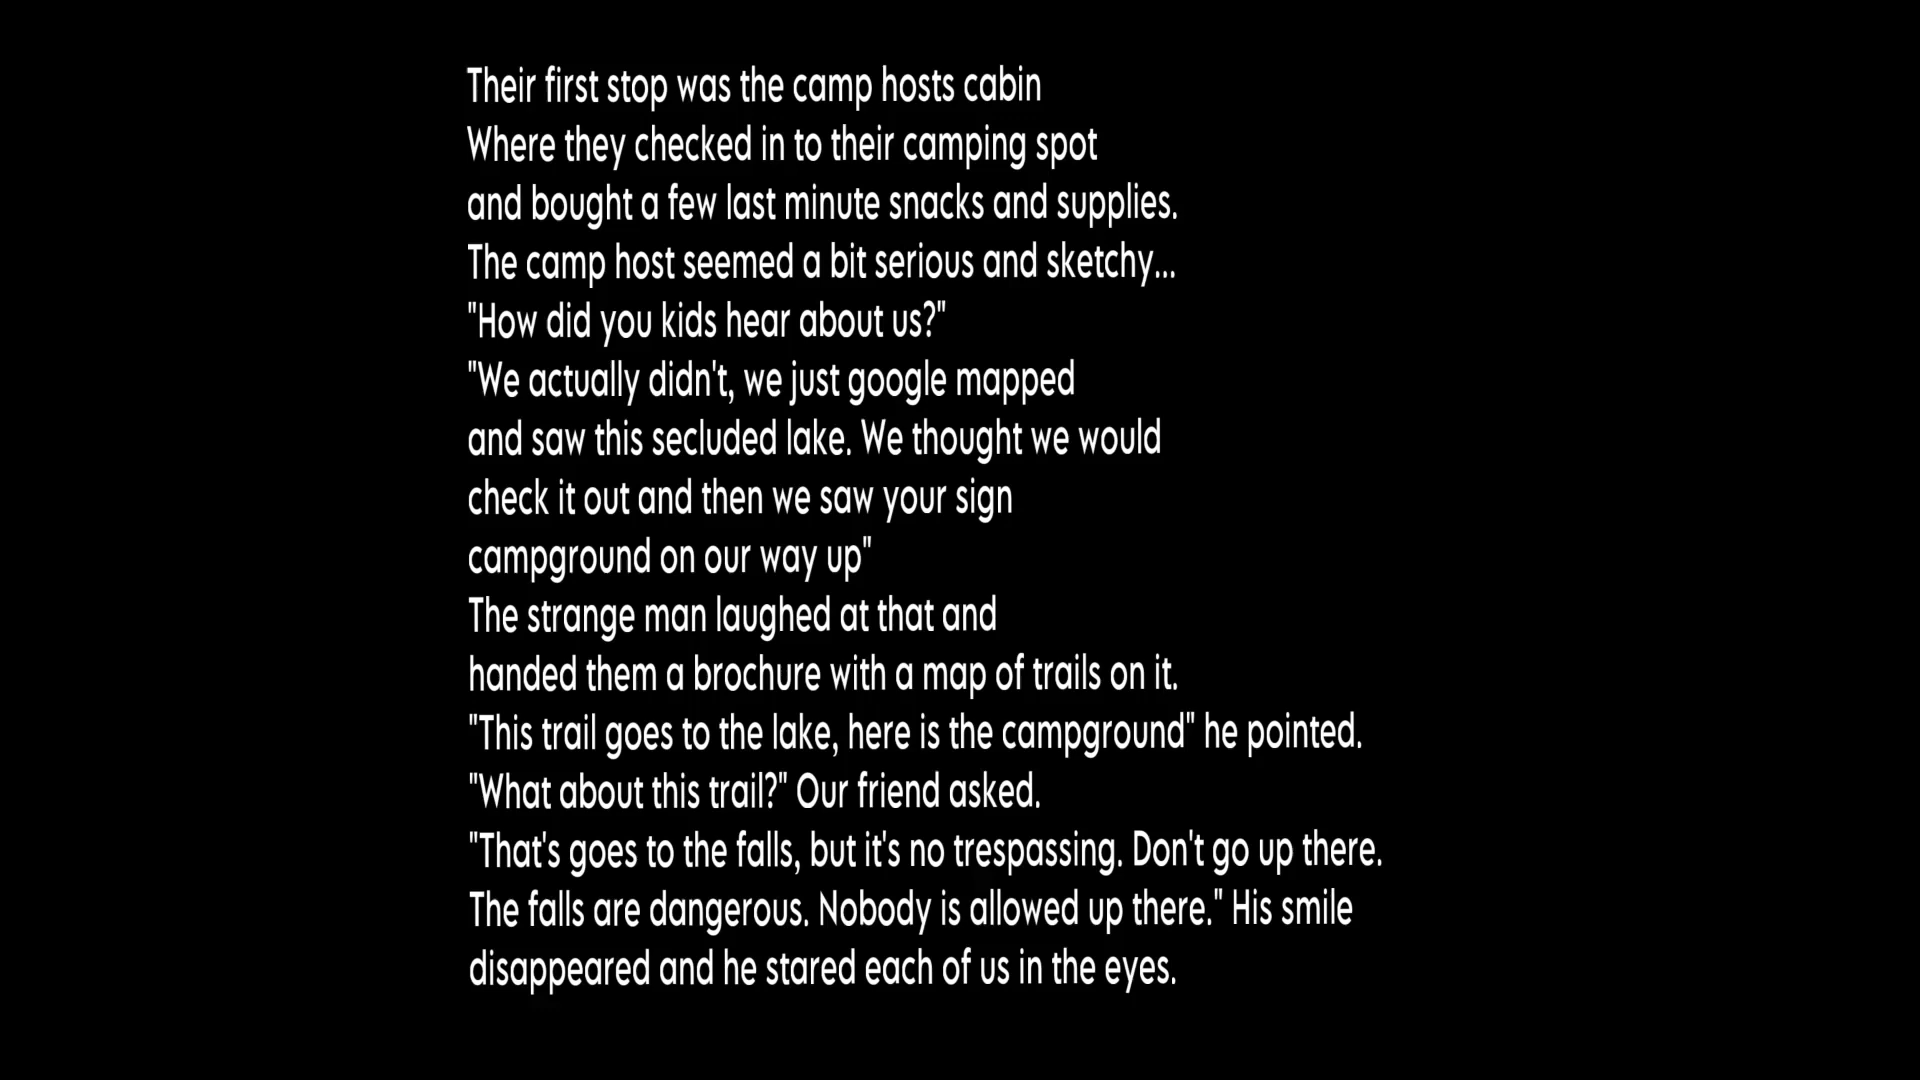 Their first stop was the camp hosts cabin
Where they checked in to their camping spot
and bought a few last minute snacks and supplies.
The camp host seemed a bit serious and sketchy...
"How did you kids hear about us?"
"We actually didn't, we just google mapped
and saw this secluded lake. We thought we would
check it out and then we saw your sign
campground on our way up"
The strange man laughed at that and
handed them a brochure with a map of trails on it.
"This trail goes to the lake, here is the campground" he pointed.
"What about this trail?" Our friend asked.
"That's goes to the falls, but it's no trespassing. Don't go up there.
The falls are dangerous. Nobody is allowed up there." His smile
disappeared and he stared each of us in the eyes.